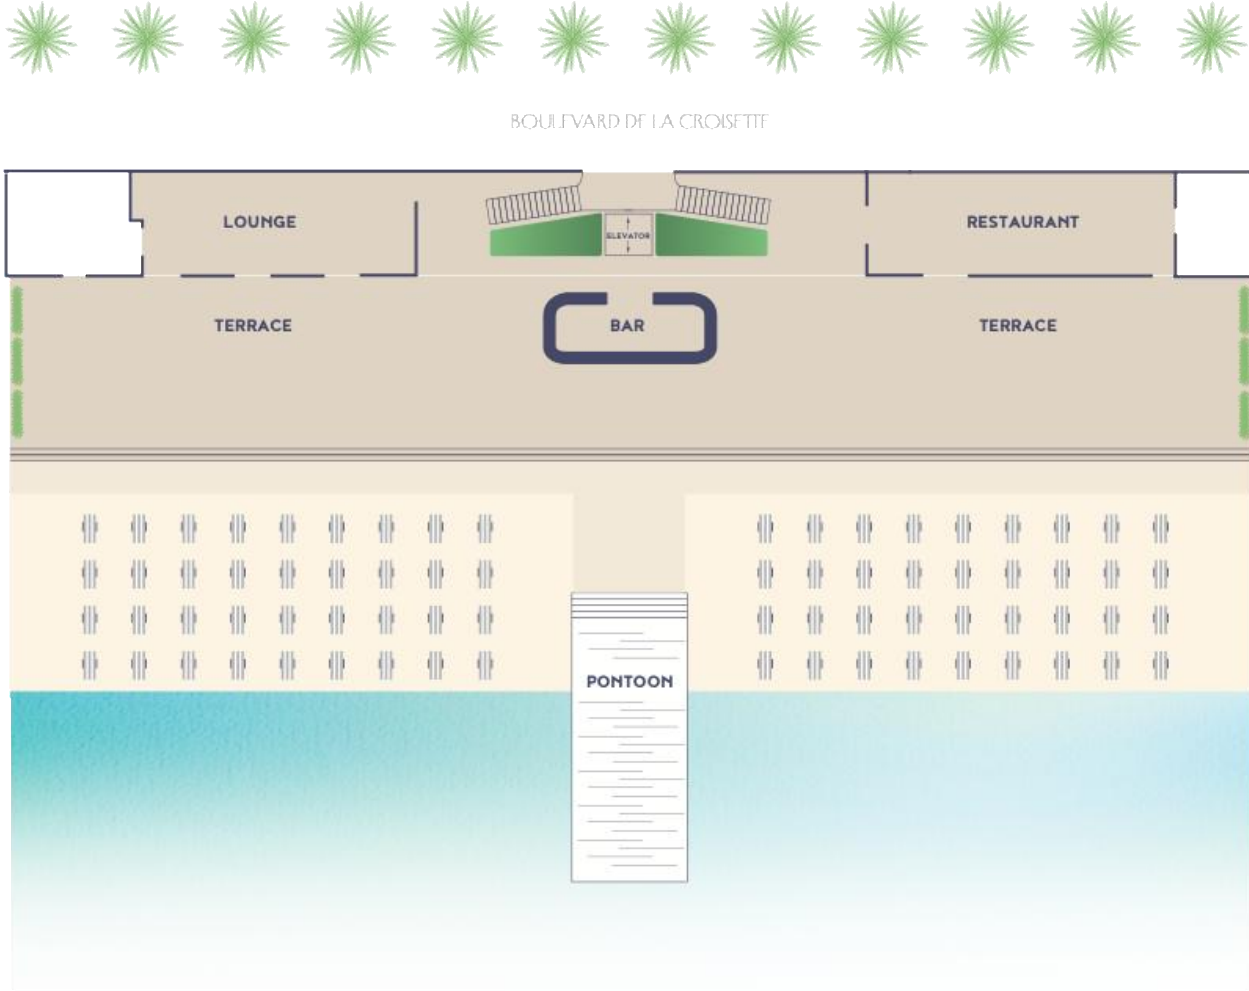 BOULEVARD DE LA CROISETTE
LOUNGE
ELEVATOR
RESTAURANT
TERRACE
BAR
TERRACE
PONTOON